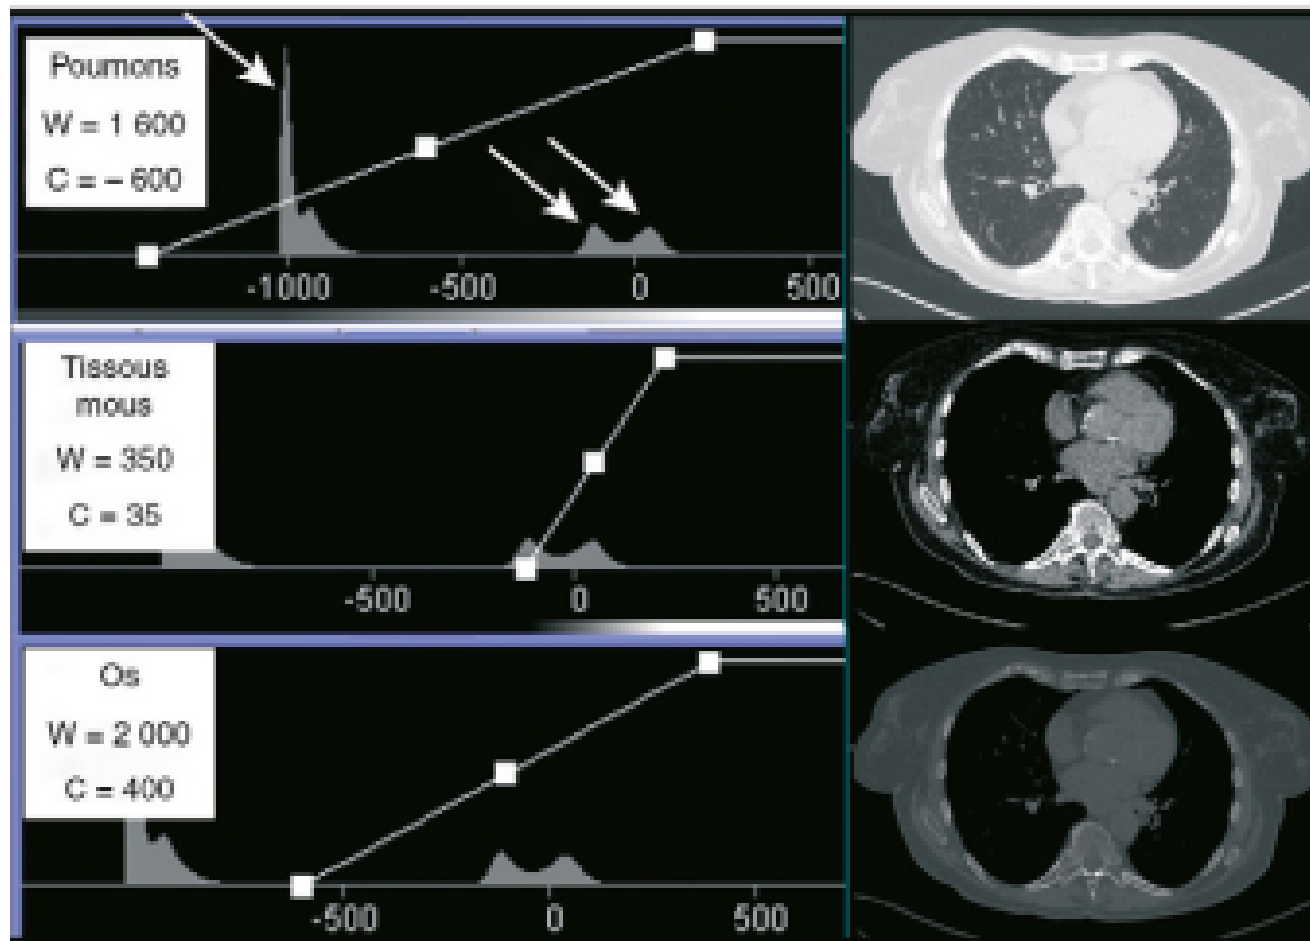 Poumons
W = 1 600
C = – 600
-1000 -500 0 500
Tissous
mous
W = 350
C = 35
-500 0 500
Os
W = 2 000
C = 400
-500 0 500